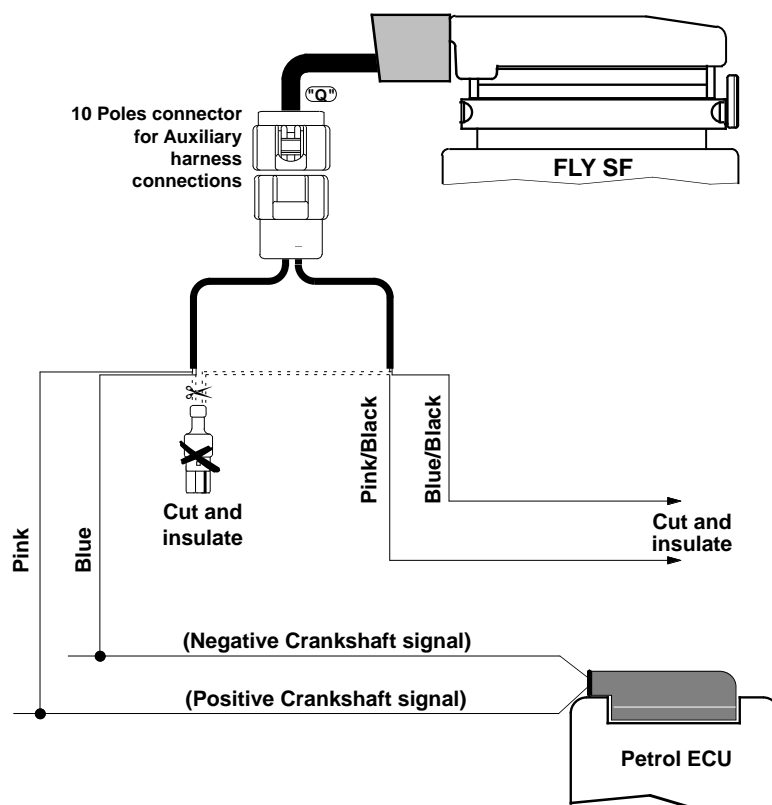 "Q"
10 Poles connector
for Auxiliary
harness
connections
FLY SF
Pink/Black
Blue/Black
Cut and
insulate
Cut and
insulate
Pink
Blue
(Negative Crankshaft signal)
(Positive Crankshaft signal)
Petrol ECU